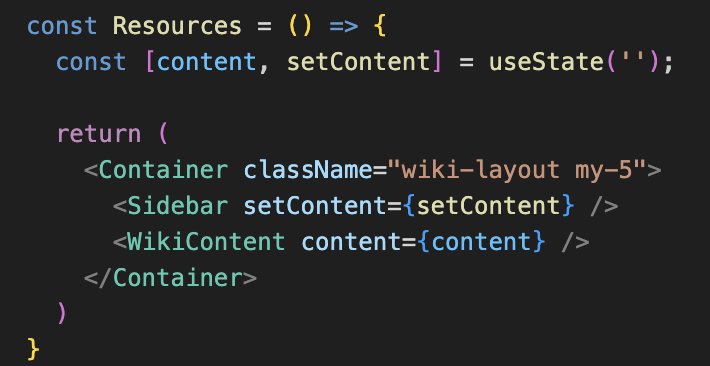 const Resources = () => {
  const [content, setContent] = useState('');

  return (
    <Container className="wiki-layout my-5">
      <Sidebar setContent={setContent} />
      <WikiContent content={content} />
    </Container>
  )
}